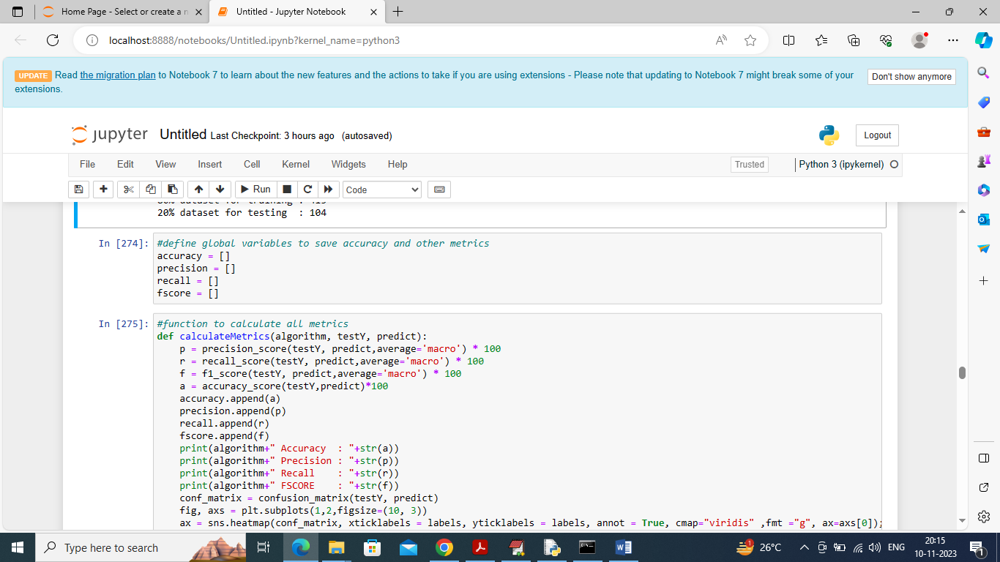 Home Page - Select or create a n
Untitled - Jupyter Notebook
localhost:8888/notebooks/Untitled.ipynb?kernel_name=python3
UPDATE Read the migration plan to Notebook 7 to learn about the new features and the actions to take if you are using extensions - Please note that updating to Notebook 7 might break some of your
extensions.
Don't show anymore
jupyter Untitled Last Checkpoint: 3 hours ago (autosaved)
Logout
File Edit View Insert Cell Kernel Widgets Help
Trusted
Python 3 (ipykernel)
Run
Code
20% dataset for testing  : 104
In [274]: #define global variables to save accuracy and other metrics
accuracy = []
precision = []
recall = []
fscore = []
In [275]: #function to calculate all metrics
def calculateMetrics(algorithm, testY, predict):
    p = precision_score(testY, predict,average='macro') * 100
    r = recall_score(testY, predict,average='macro') * 100
    f = f1_score(testY, predict,average='macro') * 100
    a = accuracy_score(testY,predict)*100
    accuracy.append(a)
    precision.append(p)
    recall.append(r)
    fscore.append(f)
    print(algorithm+" Accuracy  : "+str(a))
    print(algorithm+" Precision : "+str(p))
    print(algorithm+" Recall    : "+str(r))
    print(algorithm+" FSCORE    : "+str(f))
    conf_matrix = confusion_matrix(testY, predict)
    fig, axs = plt.subplots(1,2,figsize=(10, 3))
    ax = sns.heatmap(conf_matrix, xticklabels = labels, yticklabels = labels, annot = True, cmap="viridis" ,fmt ="g", ax=axs[0]);
Type here to search
1
26°C
ENG
20:15
10-11-2023
1